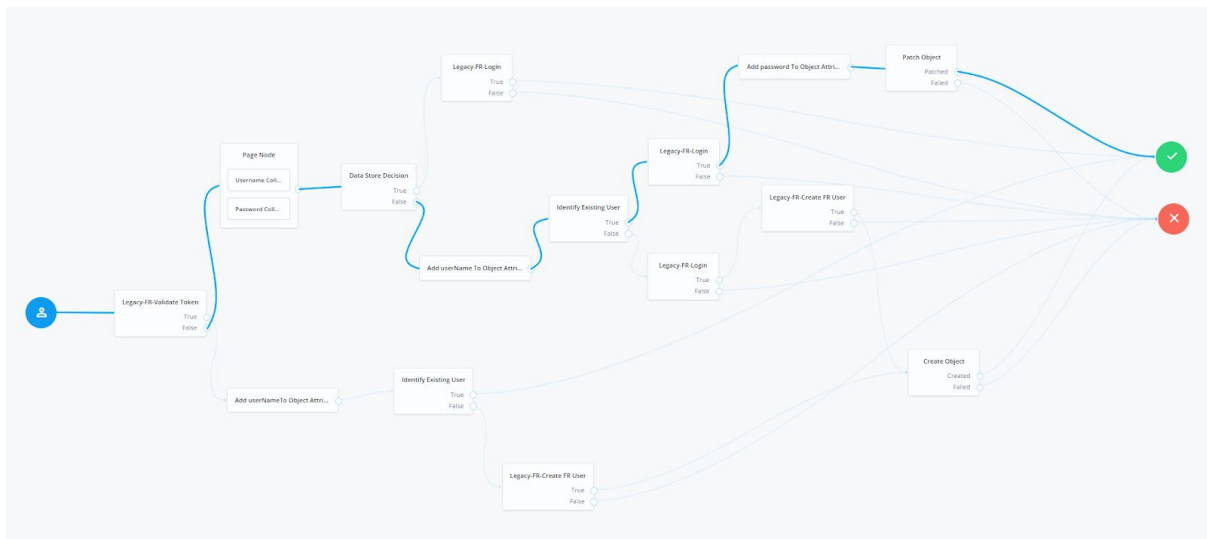 Legacy-FR-Validate Token
True
False
Page Node
Username Coll...
Password Coll...
Data Store Decision
True
False
Legacy-FR-Login
True
False
Add userName To Object Attri...
Identify Existing User
True
False
Legacy-FR-Login
True
False
Legacy-FR-Login
True
False
Add password To Object Attri...
Patch Object
Patched
Failed
Legacy-FR-Create FR User
True
False
Add userNameTo Object Attri...
Identify Existing User
True
False
Legacy-FR-Create FR User
True
False
Create Object
Created
Failed